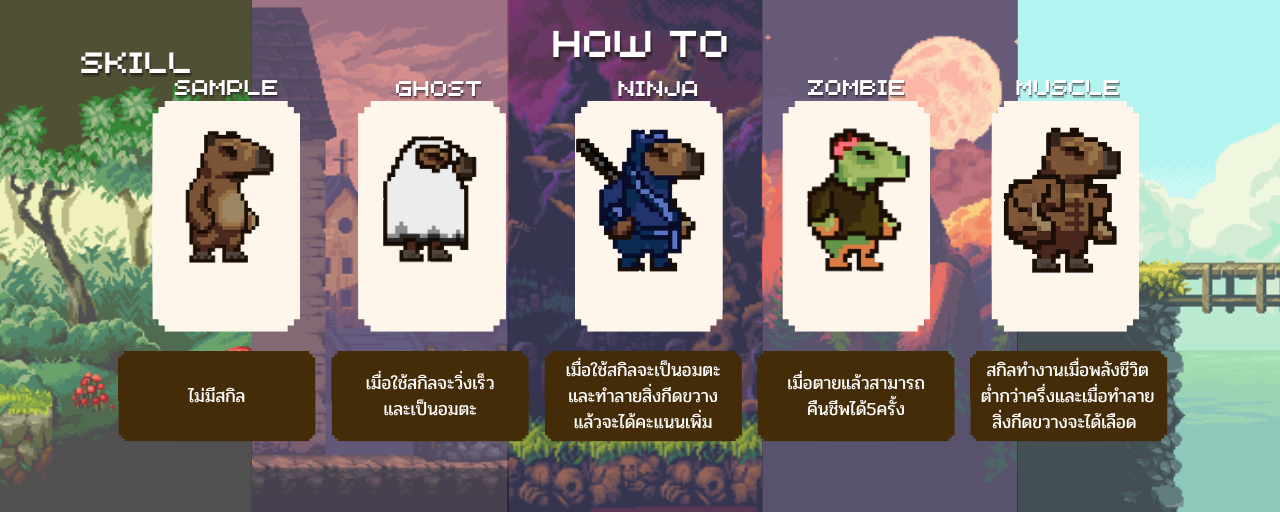 HOW TO
SKILL
SAMPLE
GHOST
NINJA
ZOMBIE
MUSCLE
ไม่มีสกิล
เมื่อใช้สกิลจะวิ่งเร็ว
และเป็นอมตะ
เมื่อใช้สกิลจะเป็นอมตะ
และทำลายสิ่งกีดขวาง
แล้วจะได้คะแนนเพิ่ม
เมื่อตายแล้วสามารถ
คืนชีพได้5ครั้ง
สกิลทำงานเมื่อพลังชีวิต
ต่ำกว่าครึ่งและเมื่อทำลาย
สิ่งกีดขวางจะได้เลือด